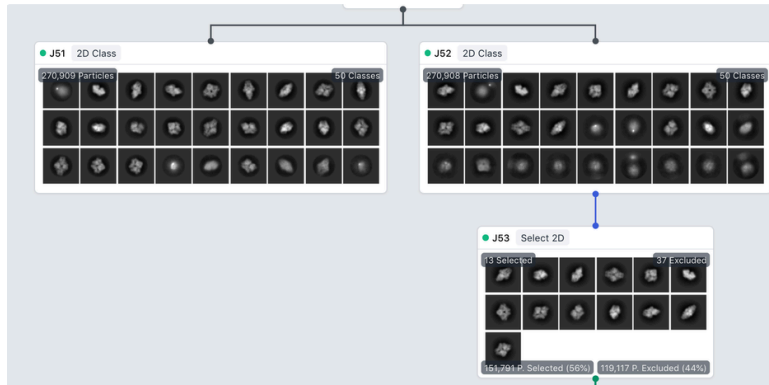 J51 2D Class
270,909 Particles 50 Classes
J52 2D Class
270,908 Particles 50 Classes
J53 Select 2D
13 Selected 37 Excluded
151,791 P. Selected (56%) 119,117 P. Excluded (44%)